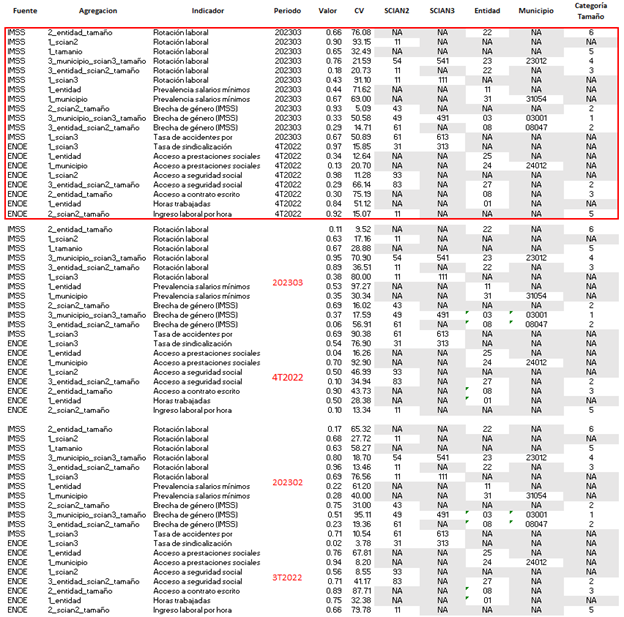 Fuente Agregacion Indicador Periodo Valor CV SCIAN2 SCIAN3 Entidad Municipio Categoría Tamaño
IMSS 2_entidad_tamaño Rotación laboral 202303 0.66 76.08 NA NA 22 NA 6
IMSS 1_scian2 Rotación laboral 202303 0.90 93.15 11 NA NA NA NA
IMSS 1_tamanio Rotación laboral 202303 0.65 32.49 NA NA NA NA 5
IMSS 3_municipio_scian3_tamaño Rotación laboral 202303 0.76 21.59 54 541 23 23012 4
IMSS 3_entidad_scian2_tamaño Rotación laboral 202303 0.18 20.73 11 NA 22 NA 3
IMSS 1_scian3 Rotación laboral 202303 0.43 91.10 11 111 NA NA NA
IMSS 1_entidad Prevalencia salarios mínimos 202303 0.44 71.62 NA NA 11 NA NA
IMSS 1_municipio Prevalencia salarios mínimos 202303 0.67 69.00 NA NA 31 31054 NA
IMSS 2_scian2_tamaño Brecha de género (IMSS) 202303 0.93 5.09 43 NA NA NA 2
IMSS 3_municipio_scian3_tamaño Brecha de género (IMSS) 202303 0.33 50.58 49 491 03 03001 1
IMSS 3_entidad_scian2_tamaño Brecha de género (IMSS) 202303 0.29 14.71 61 NA 08 08047 2
IMSS 1_scian3 Tasa de accidentes por 202303 0.67 50.89 61 613 NA NA NA
ENOE 1_scian3 Tasa de sindicalización 4T2022 0.97 15.85 31 313 NA NA NA
ENOE 1_entidad Acceso a prestaciones sociales 4T2022 0.34 12.64 NA NA 25 NA NA
ENOE 0_municipio Acceso a prestaciones sociales 4T2022 0.13 20.70 NA NA 24 24012 NA
ENOE 1_scian2 Acceso a seguridad social 4T2022 0.98 11.28 93 NA NA NA NA
ENOE 3_entidad_scian2_tamaño Acceso a seguridad social 4T2022 0.29 66.14 83 NA 27 NA 2
ENOE 2_entidad_tamaño Acceso a contrato escrito 4T2022 0.30 75.19 NA NA 08 NA 3
ENOE 1_entidad Horas trabajadas 4T2022 0.84 51.12 NA NA 01 NA NA
ENOE 2_scian2_tamaño Ingreso laboral por hora 4T2022 0.92 15.07 11 NA NA NA 5
IMSS 2_entidad_tamaño Rotación laboral 0.11 9.52 NA NA 22 NA 6
IMSS 1_scian2 Rotación laboral 0.63 17.16 11 NA NA NA NA
IMSS 1_tamanio Rotación laboral 0.67 28.88 NA NA NA NA 5
IMSS 3_municipio_scian3_tamaño Rotación laboral 0.95 70.90 54 541 23 23012 4
IMSS 3_entidad_scian2_tamaño Rotación laboral 0.89 36.51 11 NA 22 NA 3
IMSS 1_scian3 Rotación laboral 202303 0.38 80.00 11 111 NA NA NA
IMSS 1_entidad Prevalencia salarios mínimos 0.53 97.27 NA NA 11 NA NA
IMSS 1_municipio Prevalencia salarios mínimos 0.35 30.34 NA NA 31 31054 NA
IMSS 2_scian2_tamaño Brecha de género (IMSS) 0.69 16.02 43 NA NA NA 2
IMSS 3_municipio_scian3_tamaño Brecha de género (IMSS) 0.37 17.59 49 491 03 03001 1
IMSS 3_entidad_scian2_tamaño Brecha de género (IMSS) 0.06 56.91 61 NA 08 08047 2
IMSS 1_scian3 Tasa de accidentes por 0.69 90.38 61 613 NA NA NA
ENOE 1_scian3 Tasa de sindicalización 0.54 76.90 31 313 NA NA NA
ENOE 1_entidad Acceso a prestaciones sociales 0.04 16.26 NA NA 25 NA NA
ENOE 1_municipio Acceso a prestaciones sociales 0.70 92.90 NA NA 24 24012 NA
ENOE 1_scian2 Acceso a seguridad social 4T2022 0.50 46.99 93 NA NA NA NA
ENOE 3_entidad_scian2_tamaño Acceso a seguridad social 0.10 34.94 83 NA 27 NA 2
ENOE 2_entidad_tamaño Acceso a contrato escrito 0.90 43.73 NA NA 08 NA 3
ENOE 1_entidad Horas trabajadas 0.50 28.38 NA NA 01 NA NA
ENOE 2_scian2_tamaño Ingreso laboral por hora 0.10 13.34 11 NA NA NA 5
IMSS 2_entidad_tamaño Rotación laboral 0.17 65.32 NA NA 22 NA 6
IMSS 1_scian2 Rotación laboral 0.68 27.72 11 NA NA NA NA
IMSS 1_tamanio Rotación laboral 0.63 58.27 NA NA NA NA 5
IMSS 3_municipio_scian3_tamaño Rotación laboral 0.80 18.70 54 541 23 23012 4
IMSS 3_entidad_scian2_tamaño Rotación laboral 0.96 13.46 11 NA 22 NA 3
IMSS 1_scian3 Rotación laboral 202302 0.69 76.56 11 111 NA NA NA
IMSS 1_entidad Prevalencia salarios mínimos 0.22 61.20 NA NA 11 NA NA
IMSS 1_municipio Prevalencia salarios mínimos 0.28 40.00 NA NA 31 31054 NA
IMSS 2_scian2_tamaño Brecha de género (IMSS) 0.75 31.00 43 NA NA NA 2
IMSS 3_municipio_scian3_tamaño Brecha de género (IMSS) 0.51 95.11 49 491 03 03001 1
IMSS 3_entidad_scian2_tamaño Brecha de género (IMSS) 0.23 19.36 61 NA 08 08047 2
IMSS 1_scian3 Tasa de accidentes por 0.71 10.54 61 613 NA NA NA
ENOE 1_scian3 Tasa de sindicalización 0.02 3.78 31 313 NA NA NA
ENOE 1_entidad Acceso a prestaciones sociales 0.76 67.81 NA NA 25 NA NA
ENOE 1_municipio Acceso a prestaciones sociales 0.94 8.20 NA NA 24 24012 NA
ENOE 1_scian2 Acceso a seguridad social 3T2022 0.56 8.55 93 NA NA NA NA
ENOE 3_entidad_scian2_tamaño Acceso a seguridad social 0.71 41.17 83 NA 27 NA 2
ENOE 2_entidad_tamaño Acceso a contrato escrito 0.89 87.71 NA NA 08 NA 3
ENOE 1_entidad Horas trabajadas 0.75 32.38 NA NA 01 NA NA
ENOE 2_scian2_tamaño Ingreso laboral por hora 0.66 79.78 11 NA NA NA 5